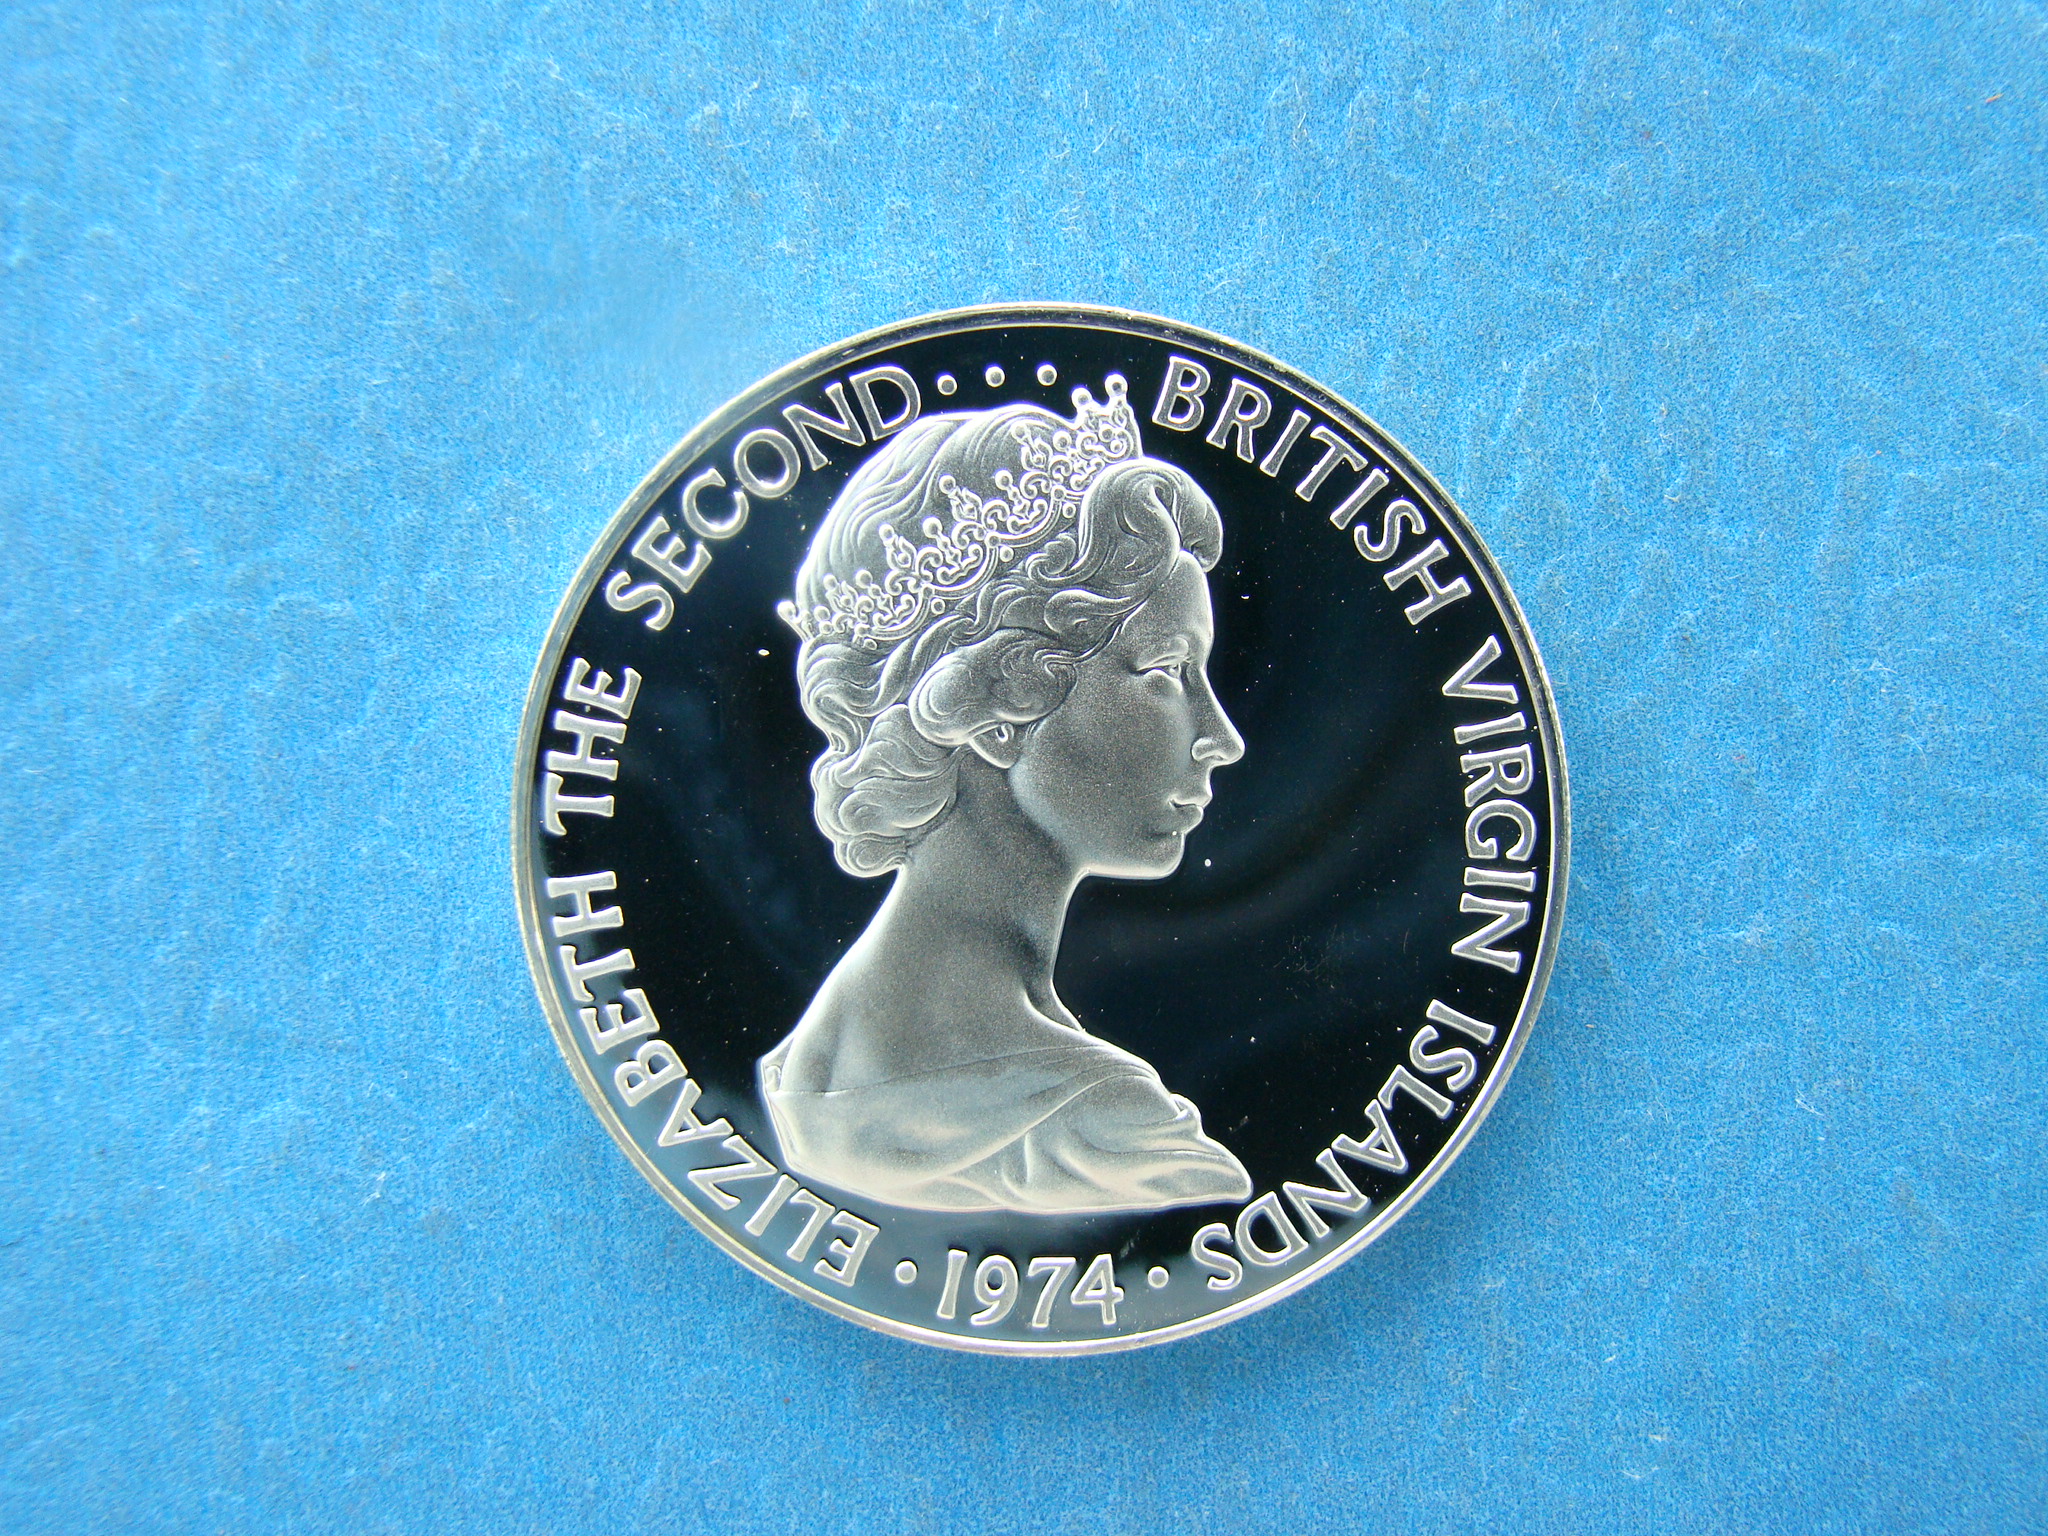 ELIZABETH THE SECOND... BRITISH VIRGIN ISLANDS
· 1974 ·